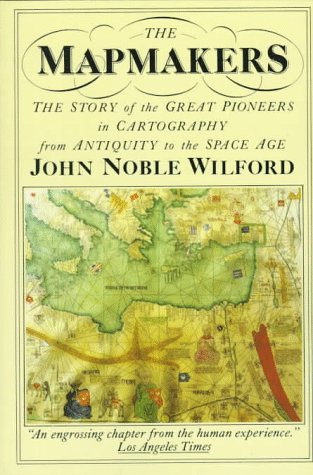 THE
MAPMAKERS
THE STORY of the GREAT PIONEERS
in CARTOGRAPHY
from ANTIQUITY to the SPACE AGE
JOHN NOBLE WILFORD
"An engrossing chapter from the human experience."
Los Angeles Times